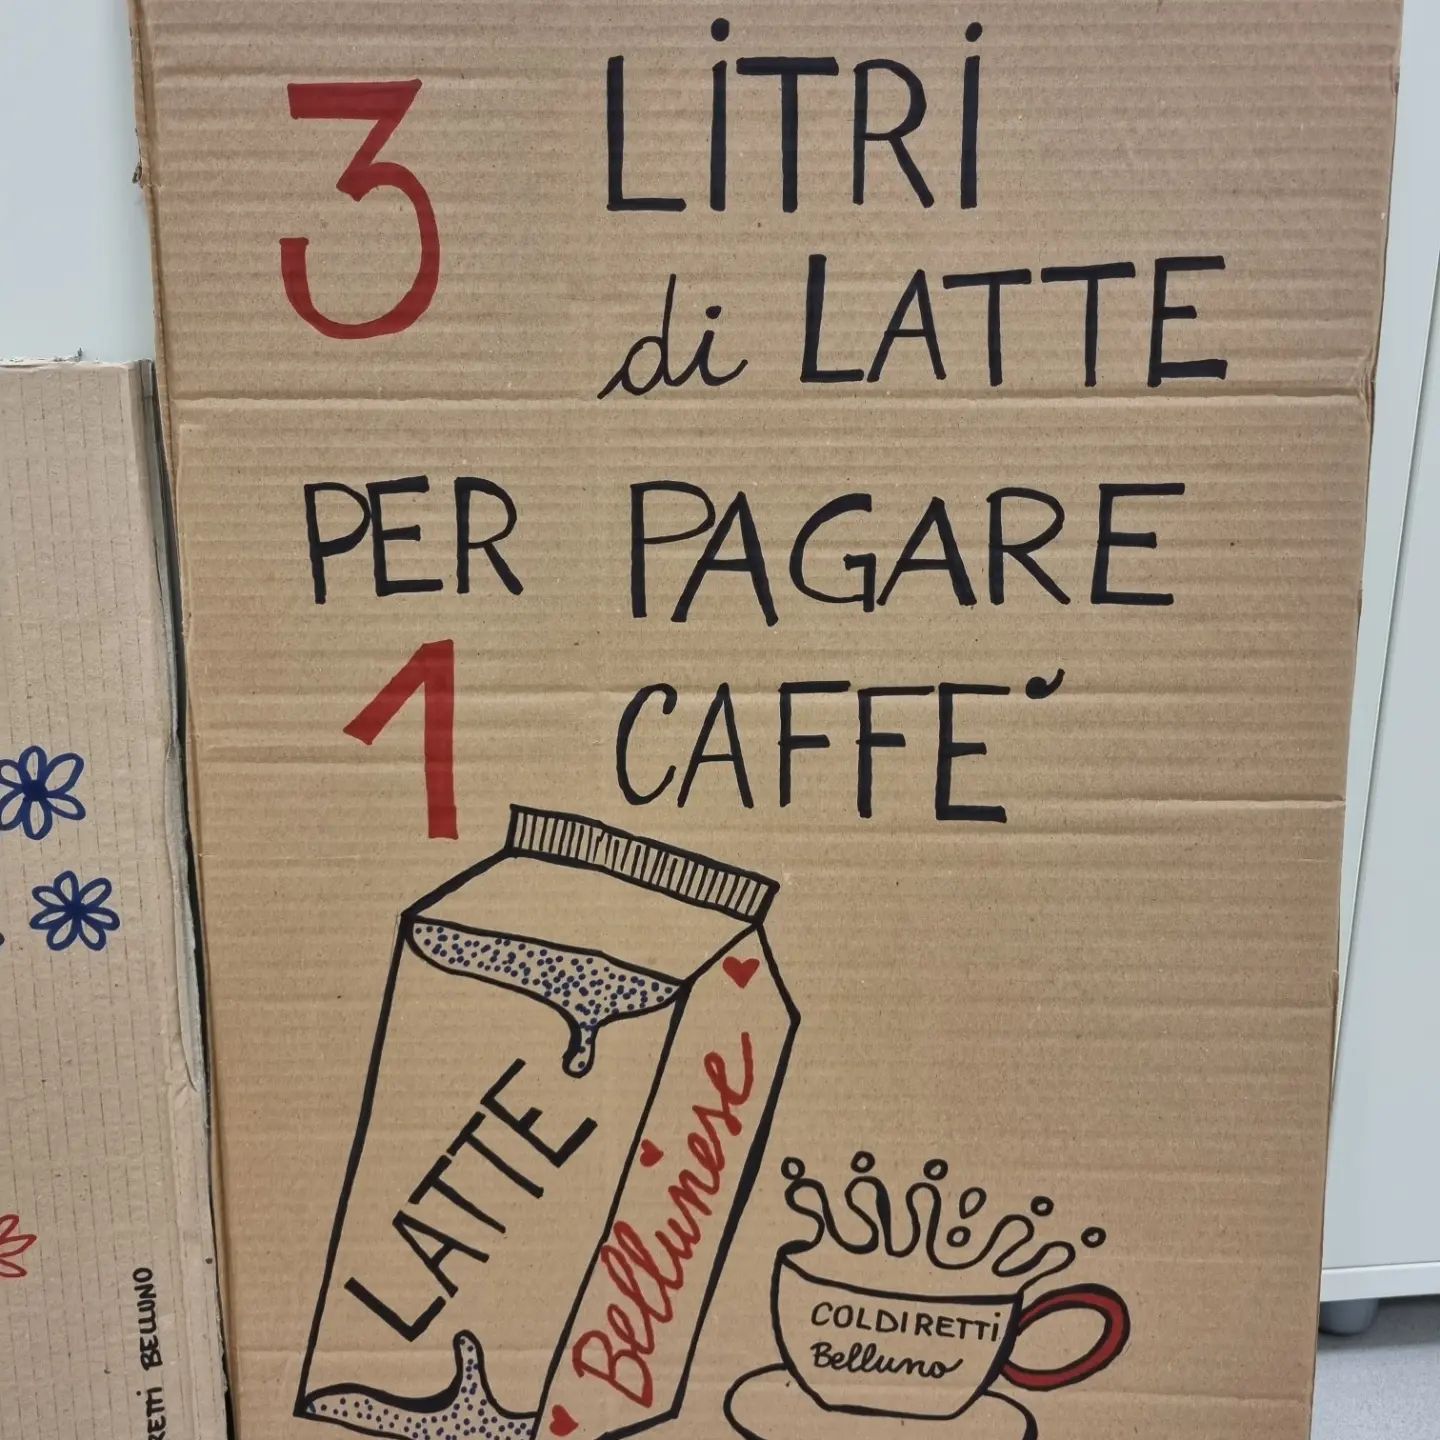 3 LiTRi
di LATTE
PER PAGARE
1 CAFFE'
LATTE
Bellunese
COLDIRETTi
Belluno
RETTi BELLUNO